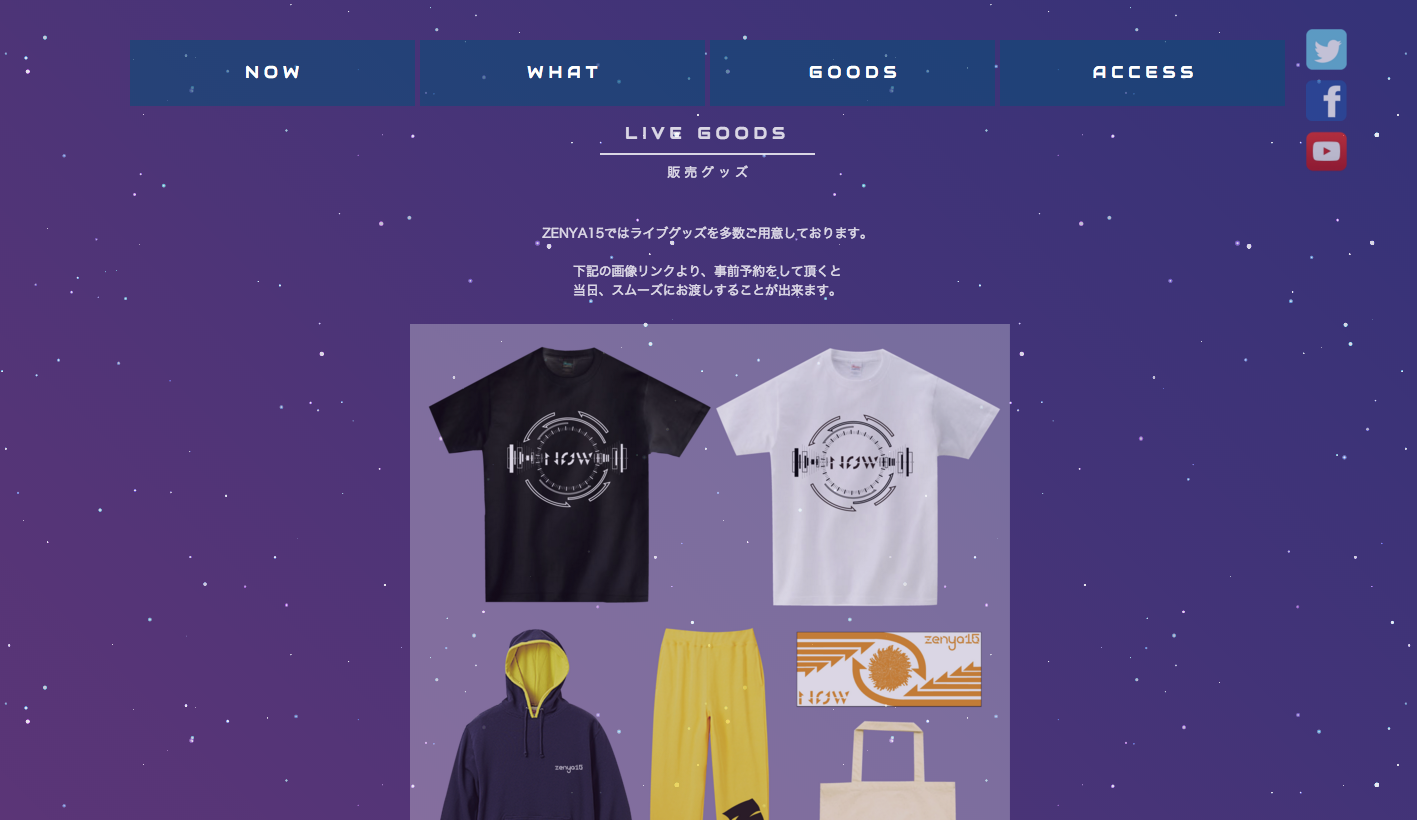 NOW
WHAT
GOODS
ACCESS
LIVE GOODS
販売グッズ
ZENYA15ではライブグッズを多数ご用意しております。
下記の画像リンクより、事前予約をして頂くと
当日、スムーズにお渡しすることが出来ます。
NOW
NOW
zenya15
NOW
zenya15